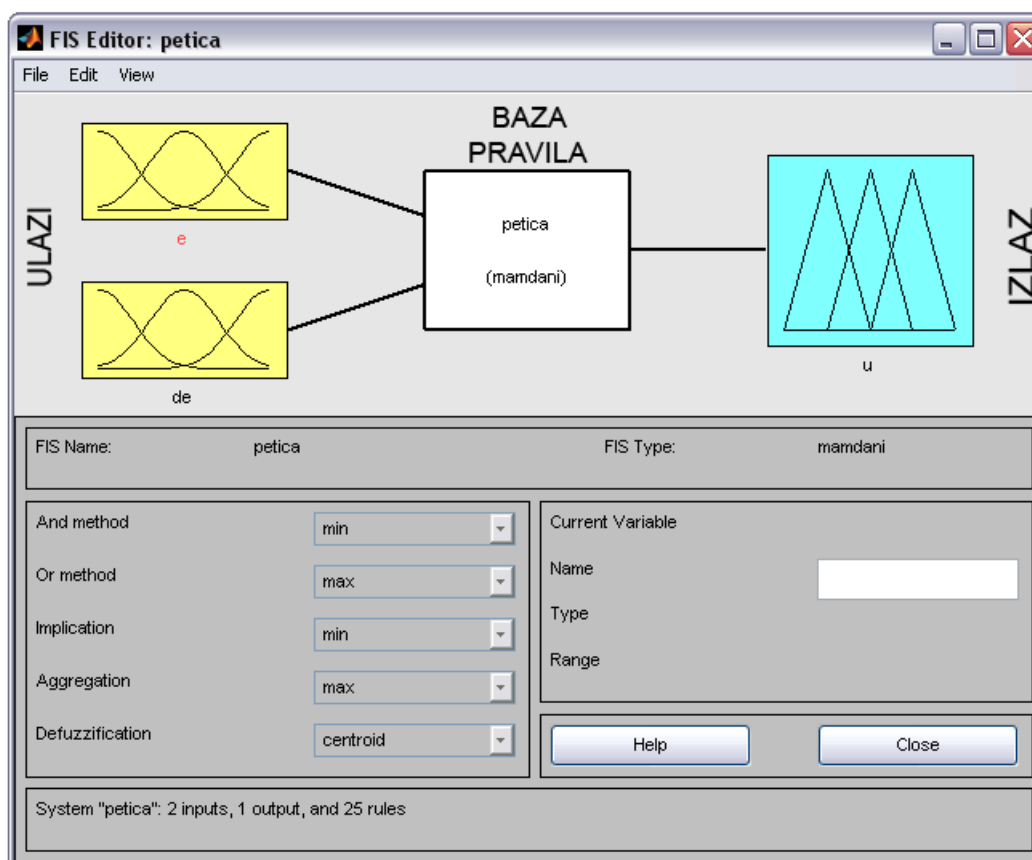 FIS Editor: petica
File Edit View
BAZA
PRAVILA
ULAZI
e
de
petica
(mamdani)
u
IZLAZ
FIS Name: petica FIS Type: mamdani
And method min
Or method max
Implication min
Aggregation max
Defuzzification centroid
Current Variable
Name
Type
Range
Help Close
System "petica": 2 inputs, 1 output, and 25 rules